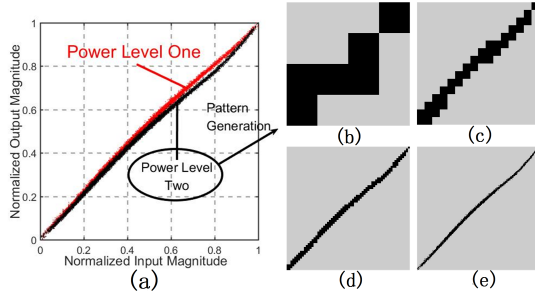 Normalized Output Magnitude
1
0.8
0.6
0.4
0.2
0
0
0.2
0.4
0.6
0.8
1
Normalized Input Magnitude
Power Level One
Power Level
Two
Pattern
Generation
(a)
(b)
(c)
(d)
(e)